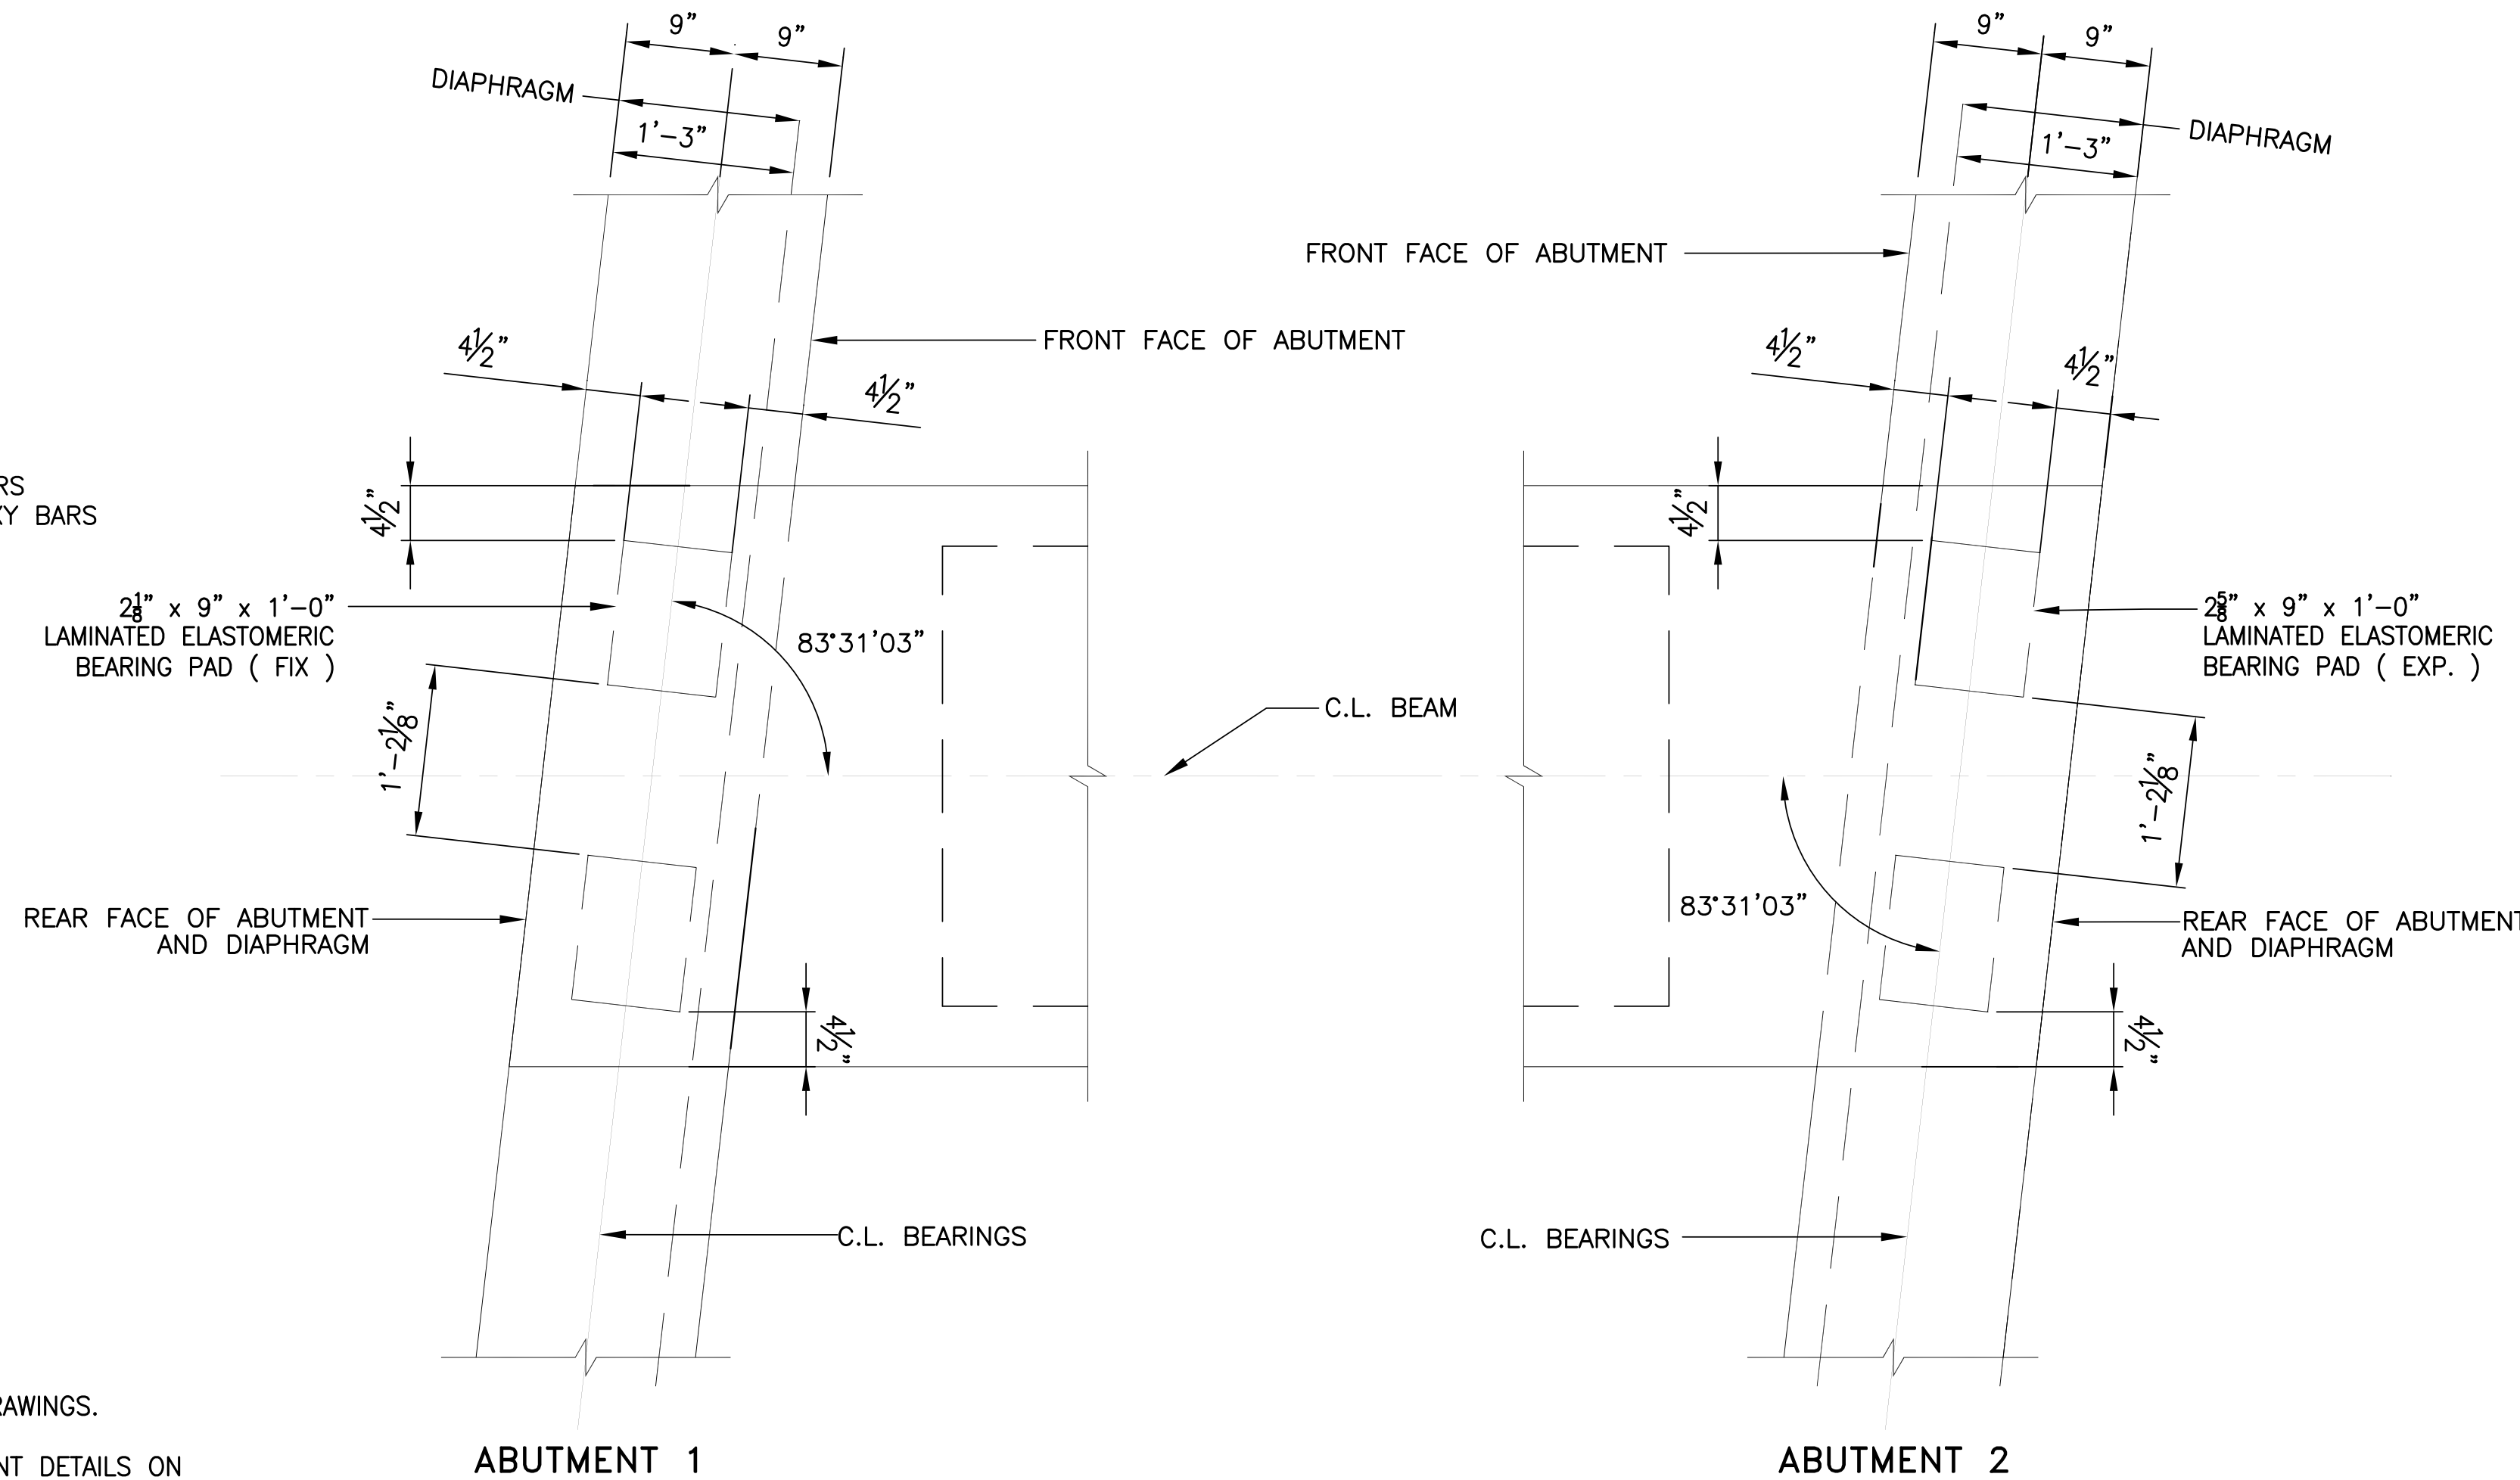 9” 9”
DIAPHRAGM
1’-3”
4½” 4½”
FRONT FACE OF ABUTMENT
4½”
RS
BARS
2⅛” x 9” x 1’-0”
LAMINATED ELASTOMERIC
BEARING PAD ( FIX )
83°31’03”
1’-2⅛”
C.L. BEAM
REAR FACE OF ABUTMENT
AND DIAPHRAGM
4½”
C.L. BEARINGS
RAWINGS.
NT DETAILS ON
ABUTMENT 1
9” 9”
DIAPHRAGM
1’-3”
FRONT FACE OF ABUTMENT
4½” 4½”
4½”
2⅝” x 9” x 1’-0”
LAMINATED ELASTOMERIC
BEARING PAD ( EXP. )
1’-2⅛”
83°31’03”
REAR FACE OF ABUTMENT
AND DIAPHRAGM
4½”
C.L. BEARINGS
ABUTMENT 2